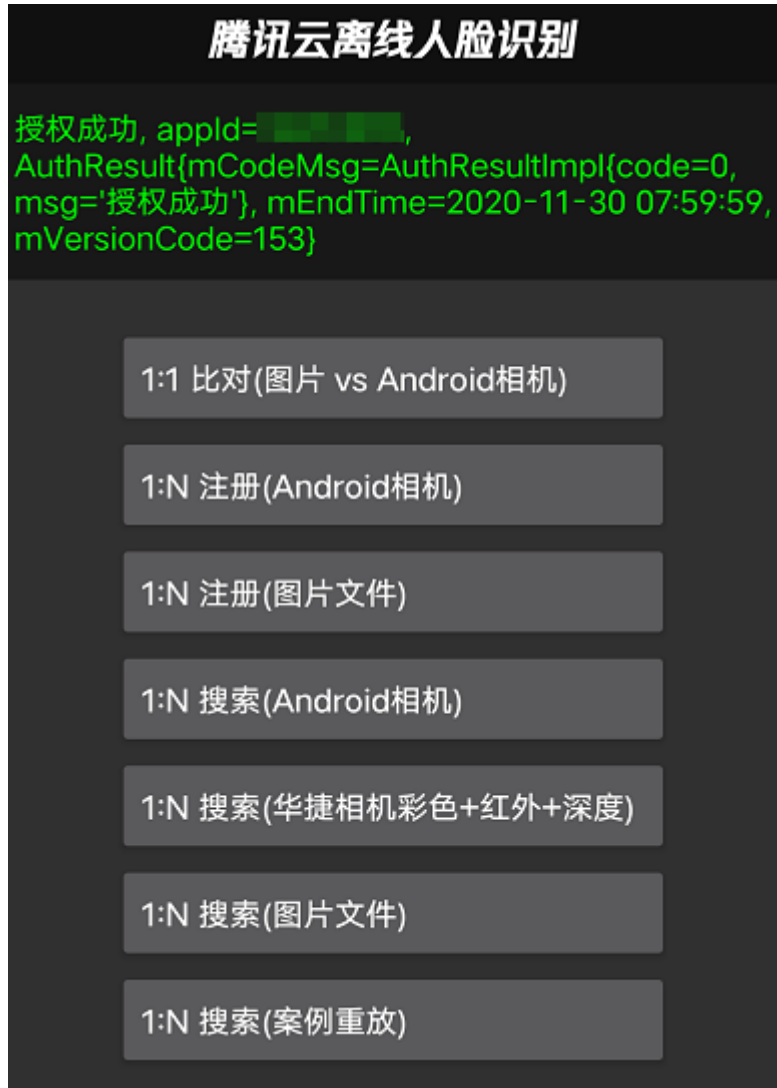 腾讯云离线人脸识别
授权成功, appId=,
AuthResult{mCodeMsg=AuthResultImpl{code=0,
msg='授权成功'}, mEndTime=2020-11-30 07:59:59,
mVersionCode=153}
1:1 比对(图片 vs Android相机)
1:N 注册(Android相机)
1:N 注册(图片文件)
1:N 搜索(Android相机)
1:N 搜索(华捷相机彩色+红外+深度)
1:N 搜索(图片文件)
1:N 搜索(案例重放)